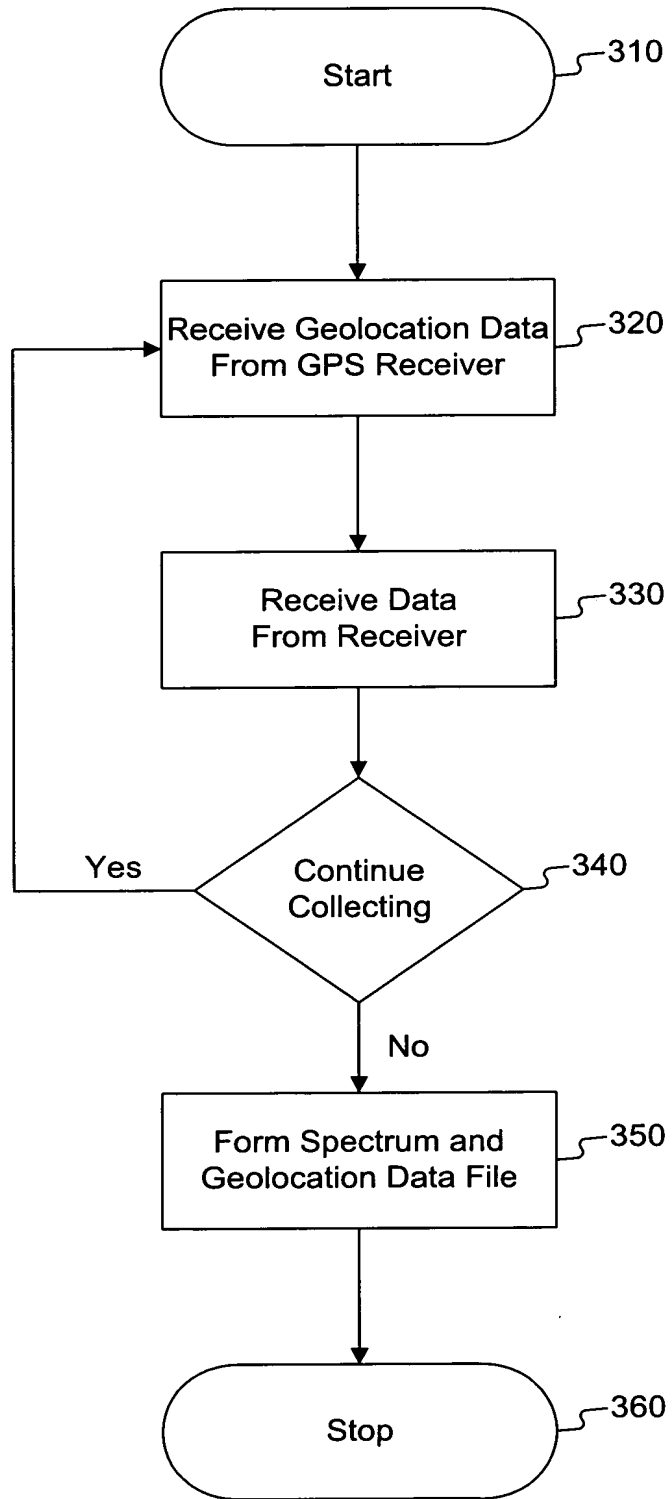 Start
310
Receive Geolocation Data
From GPS Receiver
320
Receive Data
From Receiver
330
Continue
Collecting
340
Yes
No
Form Spectrum and
Geolocation Data File
350
Stop
360